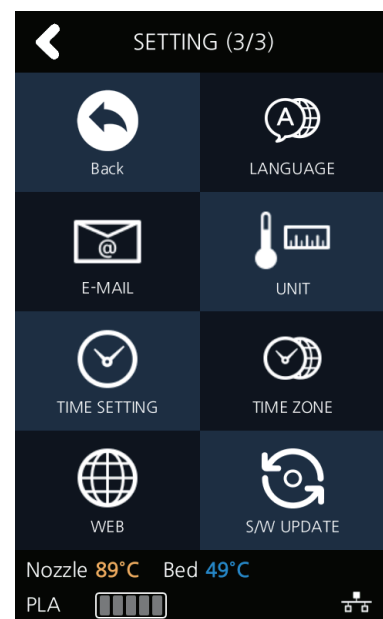 SETTING (3/3)
Back
A
LANGUAGE
@
E-MAIL
UNIT
TIME SETTING
TIME ZONE
WEB
S/W UPDATE
Nozzle 89°C Bed 49°C
PLA